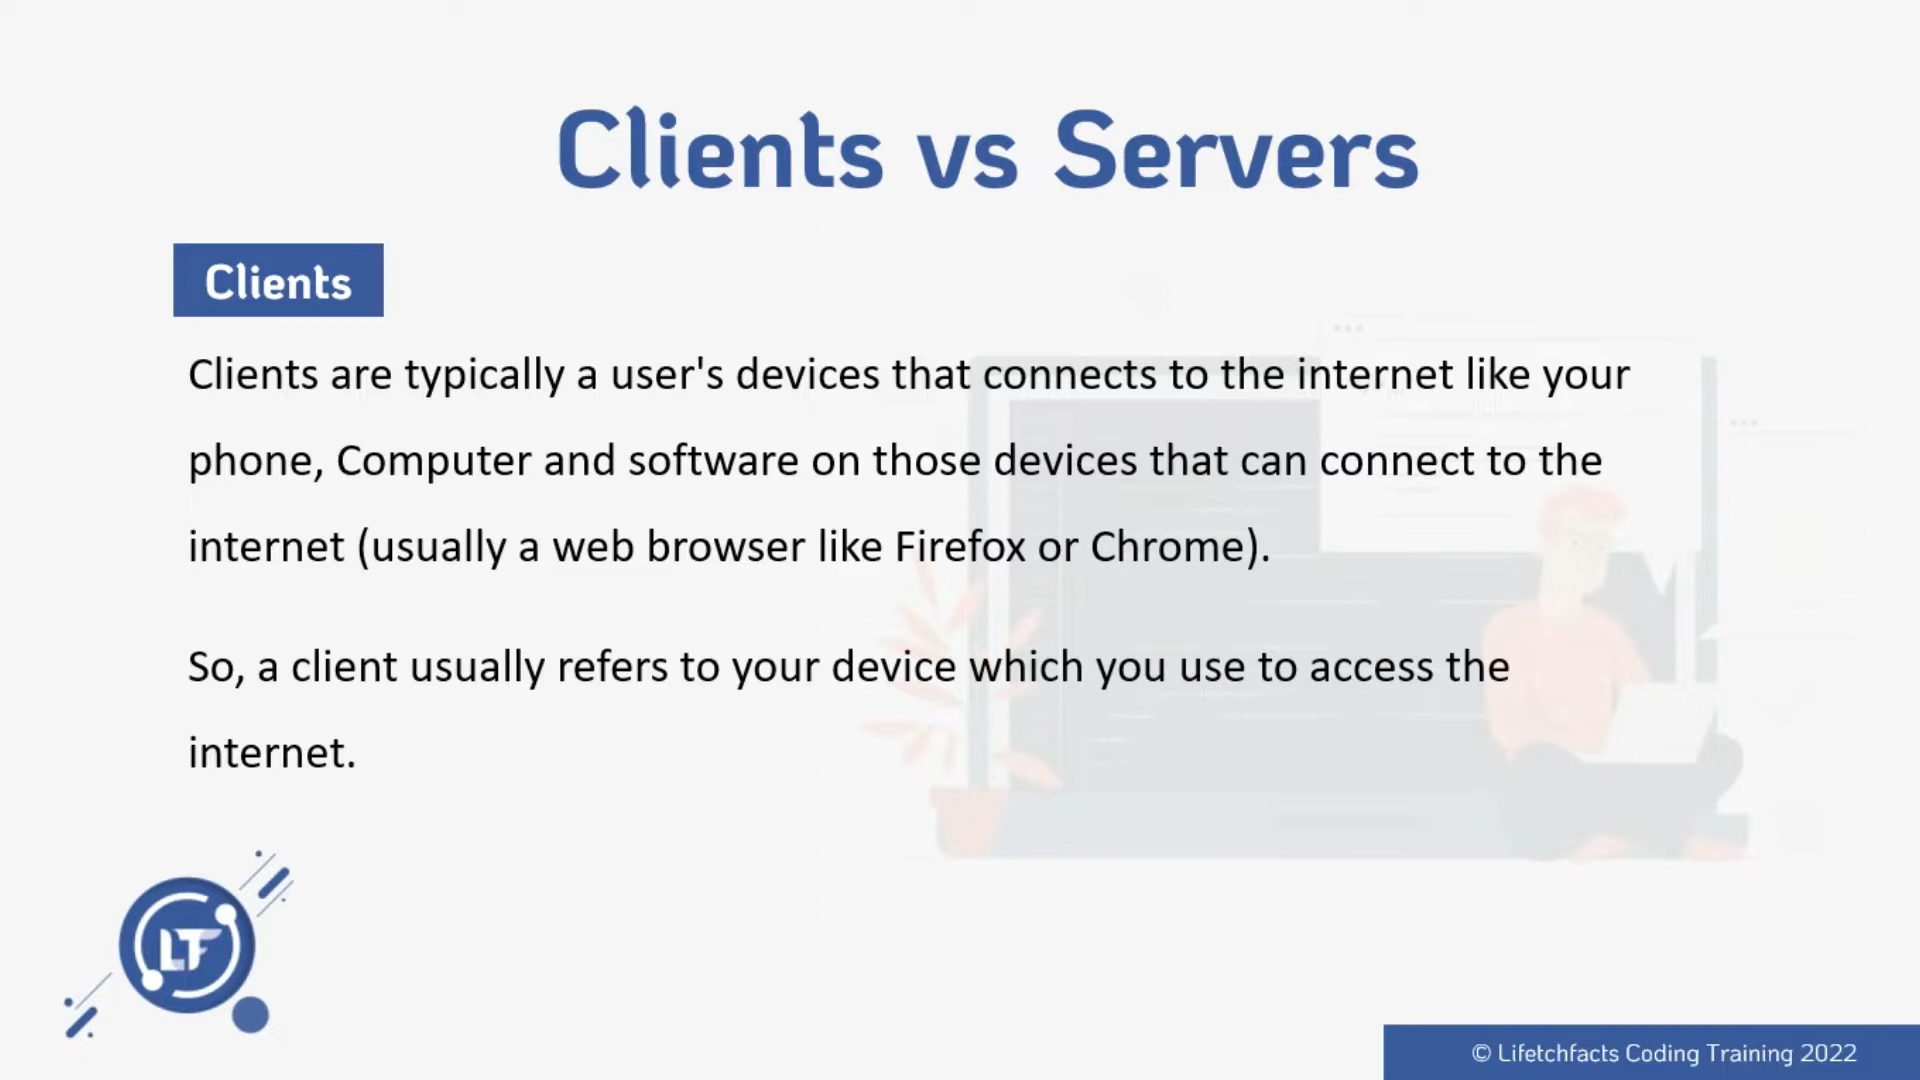 Clients vs Servers
Clients
Clients are typically a user's devices that connects to the internet like your
phone, Computer and software on those devices that can connect to the
internet (usually a web browser like Firefox or Chrome).
So, a client usually refers to your device which you use to access the
internet.
LTF
© Lifetchfacts Coding Training 2022